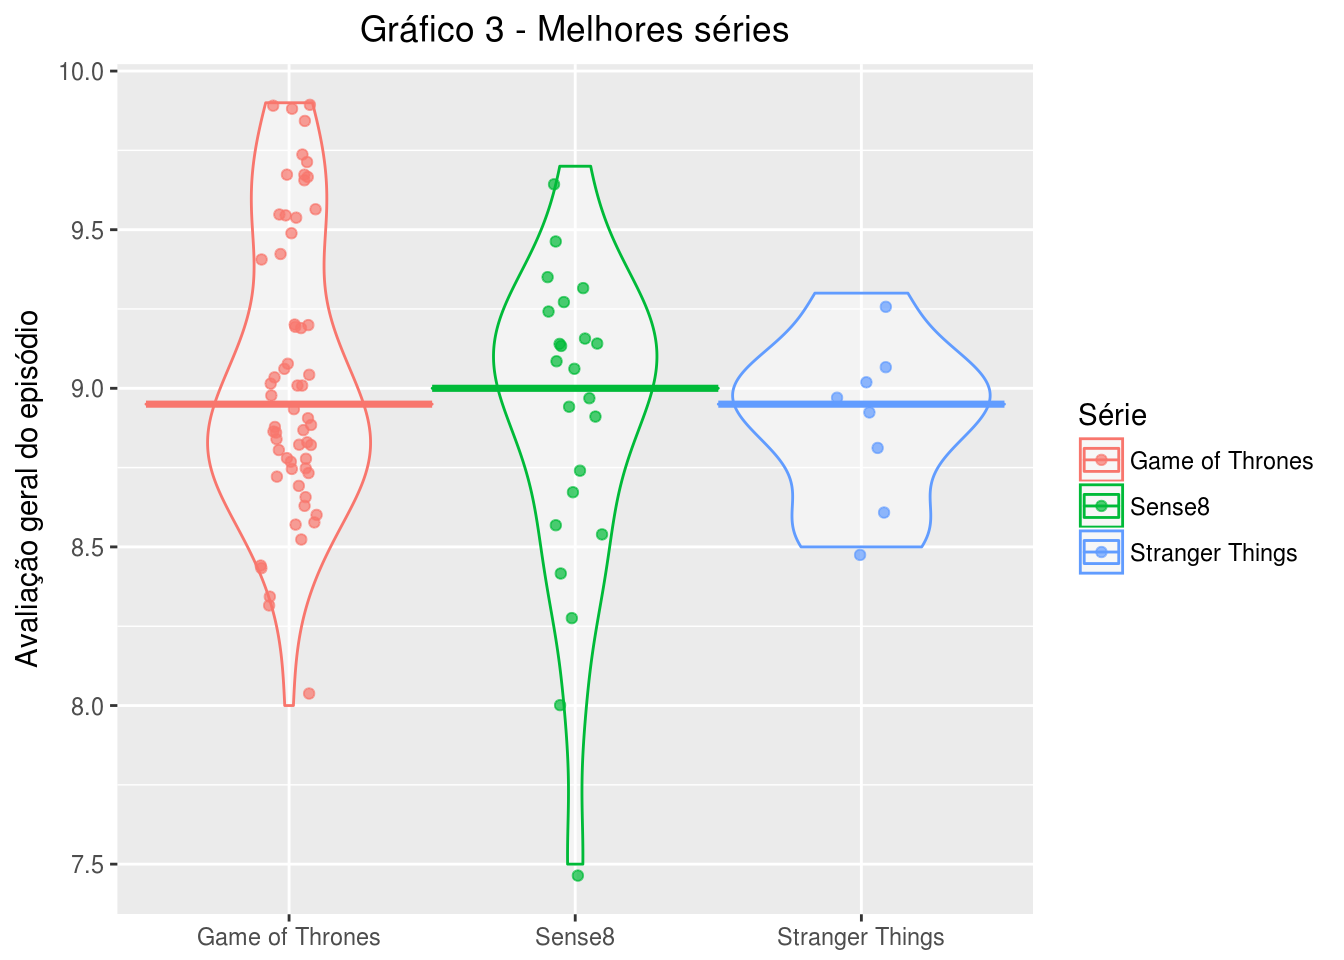 Gráfico 3 - Melhores séries
Avaliação geral do episódio
10.0
9.5
9.0
8.5
8.0
7.5
Game of Thrones
Sense8
Stranger Things
Série
Game of Thrones
Sense8
Stranger Things